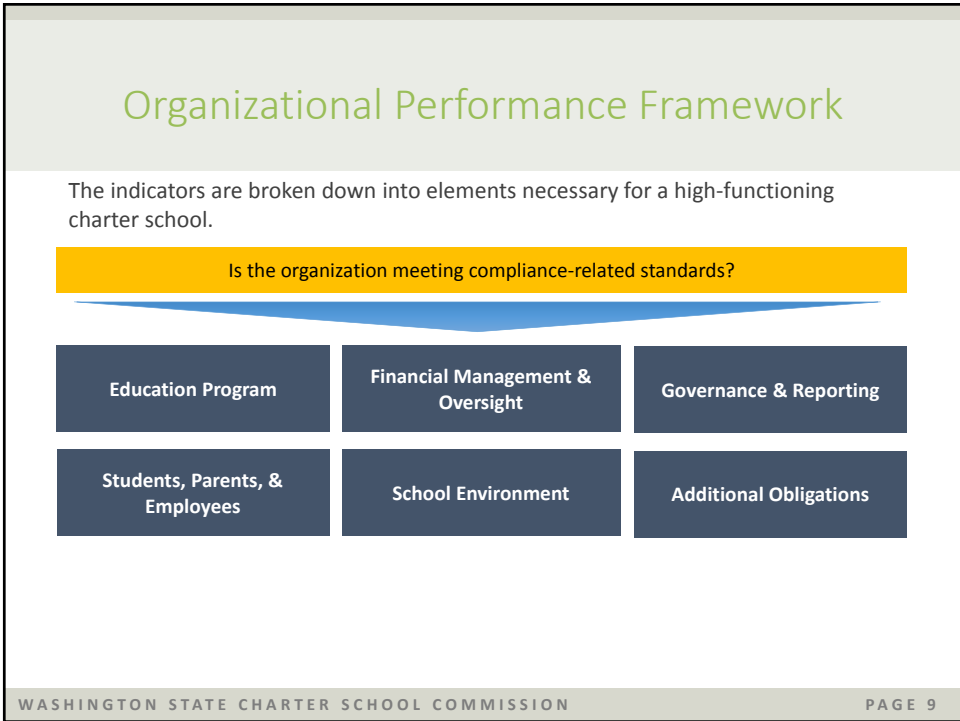 Organizational Performance Framework
The indicators are broken down into elements necessary for a high-functioning
charter school.
Is the organization meeting compliance-related standards?
Education Program
Financial Management &
Oversight
Governance & Reporting
Students, Parents, &
Employees
School Environment
Additional Obligations
WASHINGTON STATE CHARTER SCHOOL COMMISSION
PAGE 9